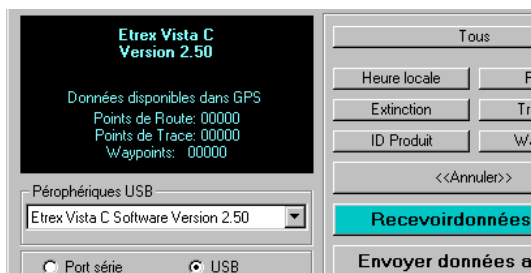 Etrex Vista C
Version 2.50
Données disponibles dans GPS
Points de Route: 00000
Points de Trace: 00000
Waypoints: 00000
Pérophériques USB
Etrex Vista C Software Version 2.50
Port série
USB
Tous
Heure locale
Extinction
ID Produit
<<Annuler>>
Recevoirdonnées
Envoyer données